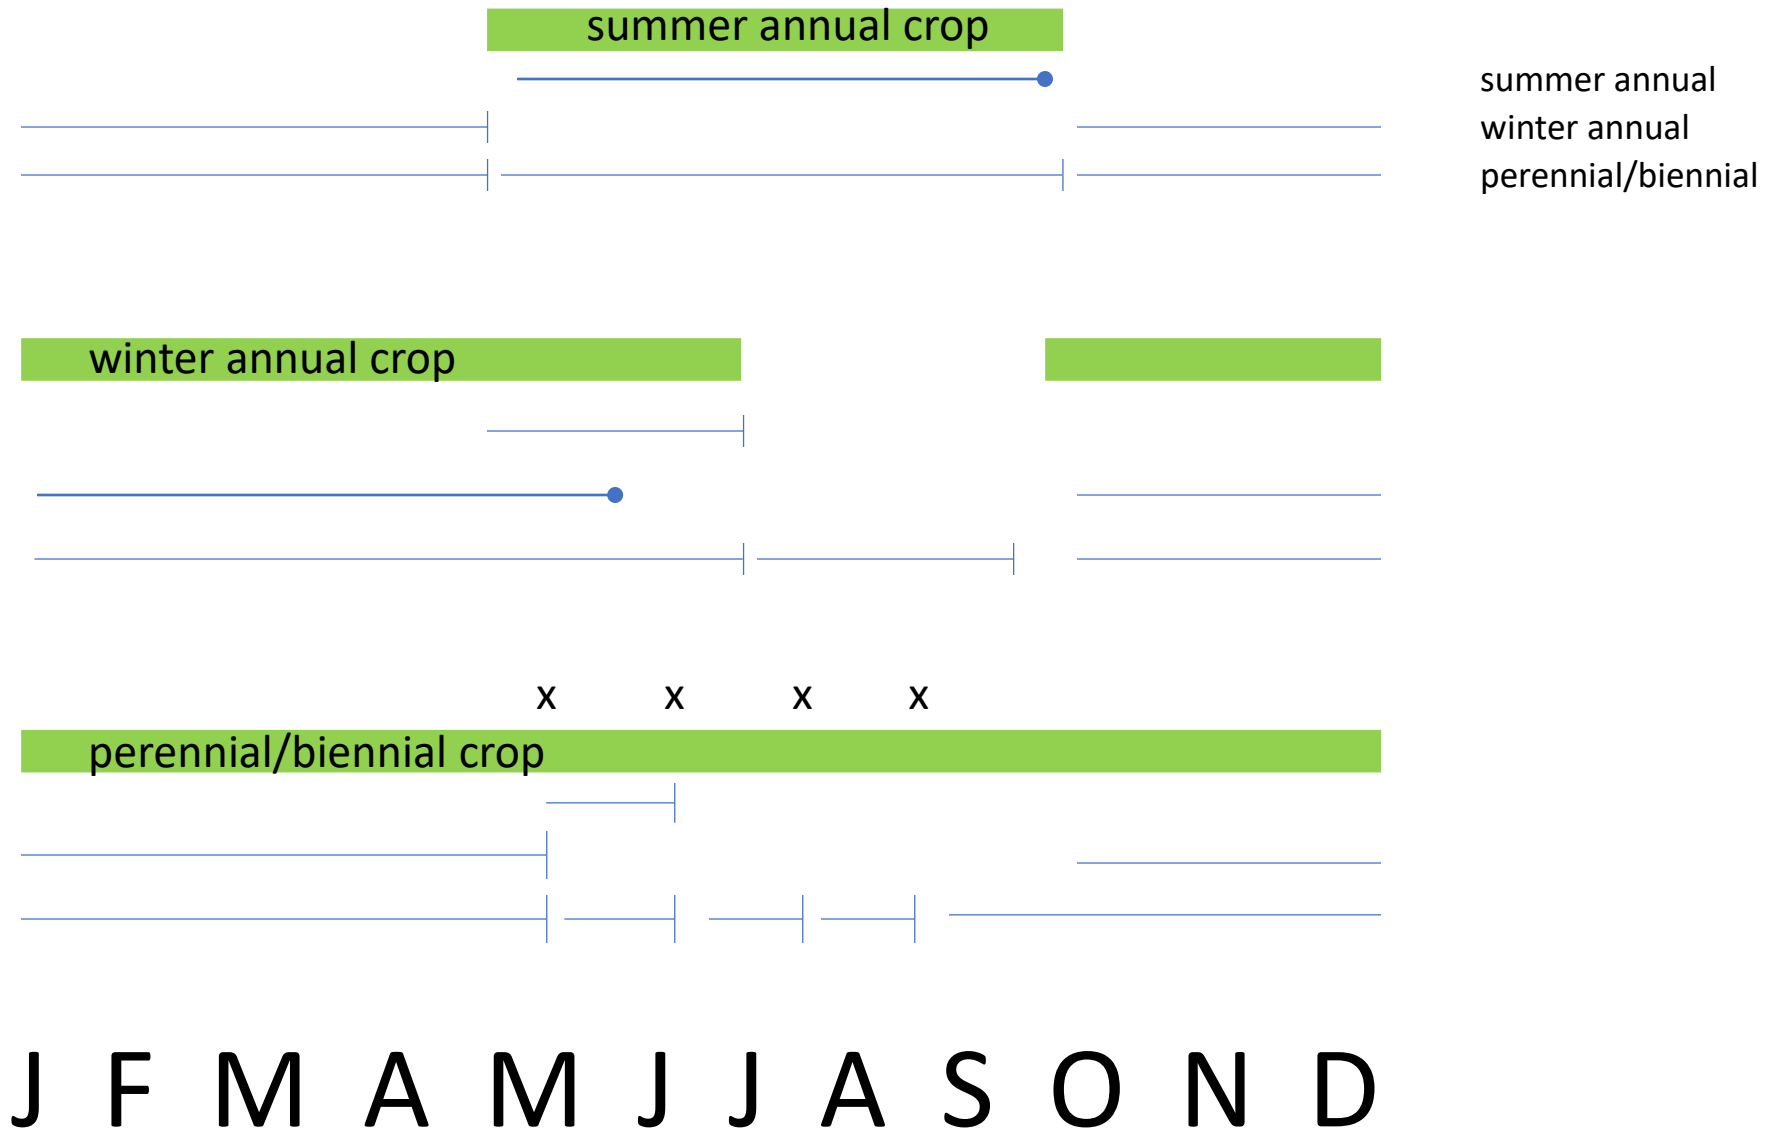 summer annual crop
summer annual
winter annual
perennial/biennial
winter annual crop
x x x x
perennial/biennial crop
J F M A M J J A S O N D